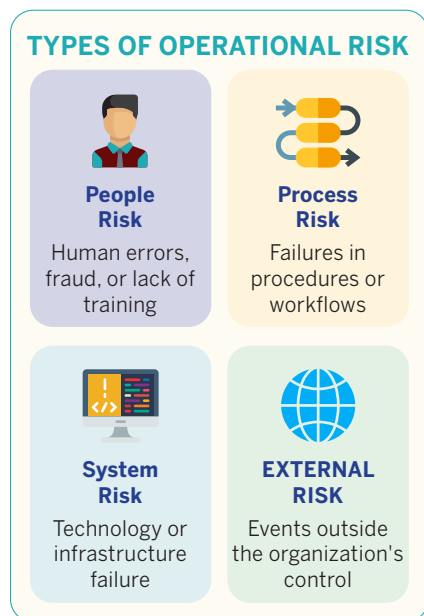 TYPES OF OPERATIONAL RISK
People
Risk
Human errors,
fraud, or lack of
training
Process
Risk
Failures in
procedures or
workflows
System
Risk
Technology or
infrastructure
failure
EXTERNAL
RISK
Events outside
the organization's
control